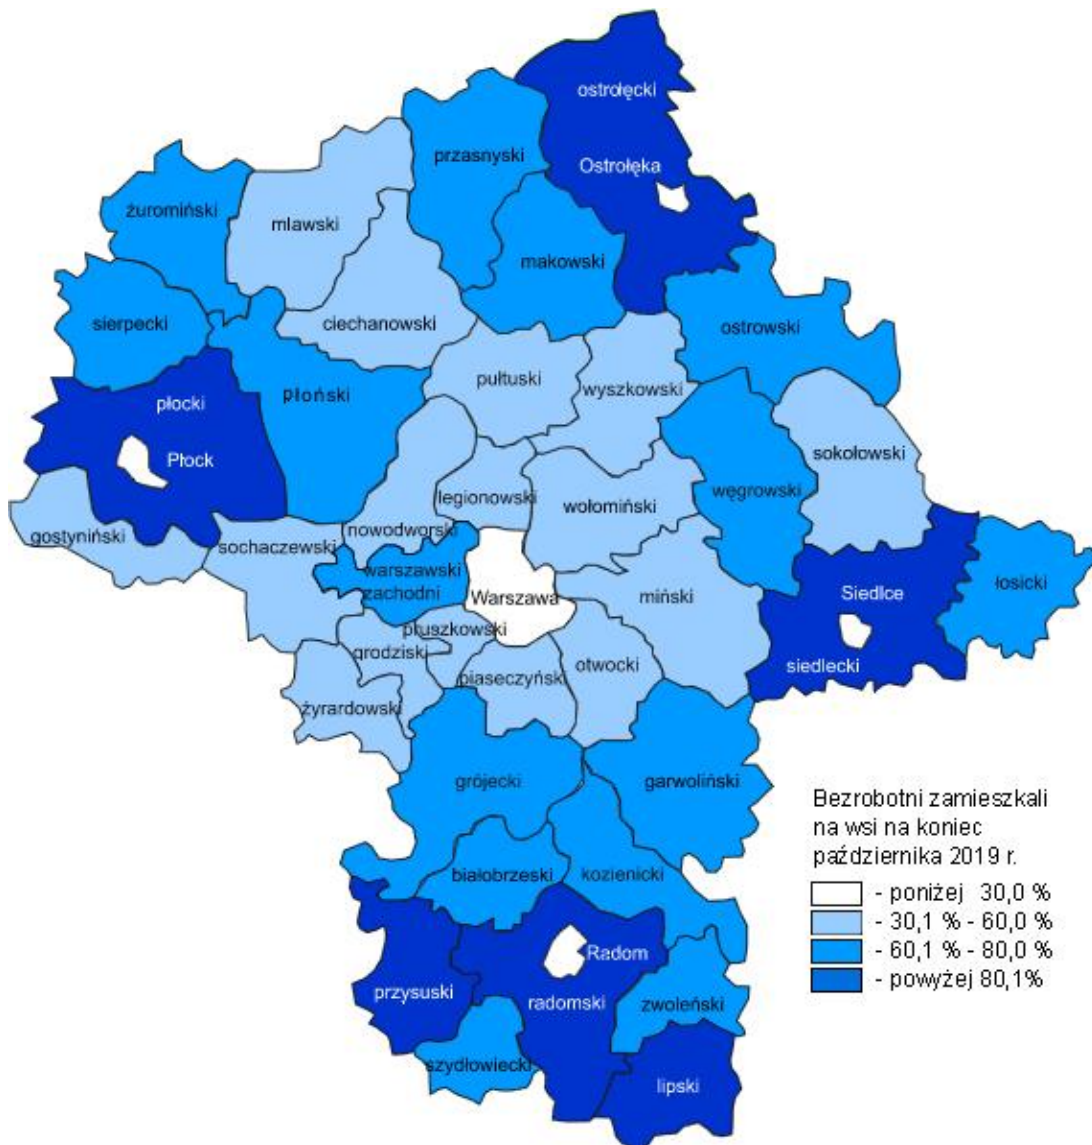 ostrołęcki
Ostrołęka
przasnyski
żuromiński
mlawski
makowski
ciechanowski
sierpecki
ostrowski
pułtuski
wyszkowski
płocki
płoński
Płock
sokołowski
węgrowski
legionowski
wołomiński
nowodworski
gostyniński
sochaczewski
warszawski
zachodni
Warszawa
miński
Siedlce
łosicki
siedlecki
pruszkowski
grodziski
otwocki
piaseczyński
żyrardowski
grójecki
garwoliński
białobrzeski
kozienicki
Radom
przysuski
radomski
zwoleński
szydłowiecki
lipski
Bezrobotni zamieszkali
na wsi na koniec
października 2019 r.
- poniżej 30,0 %
- 30,1 % - 60,0 %
- 60,1 % - 80,0 %
- powyżej 80,1%